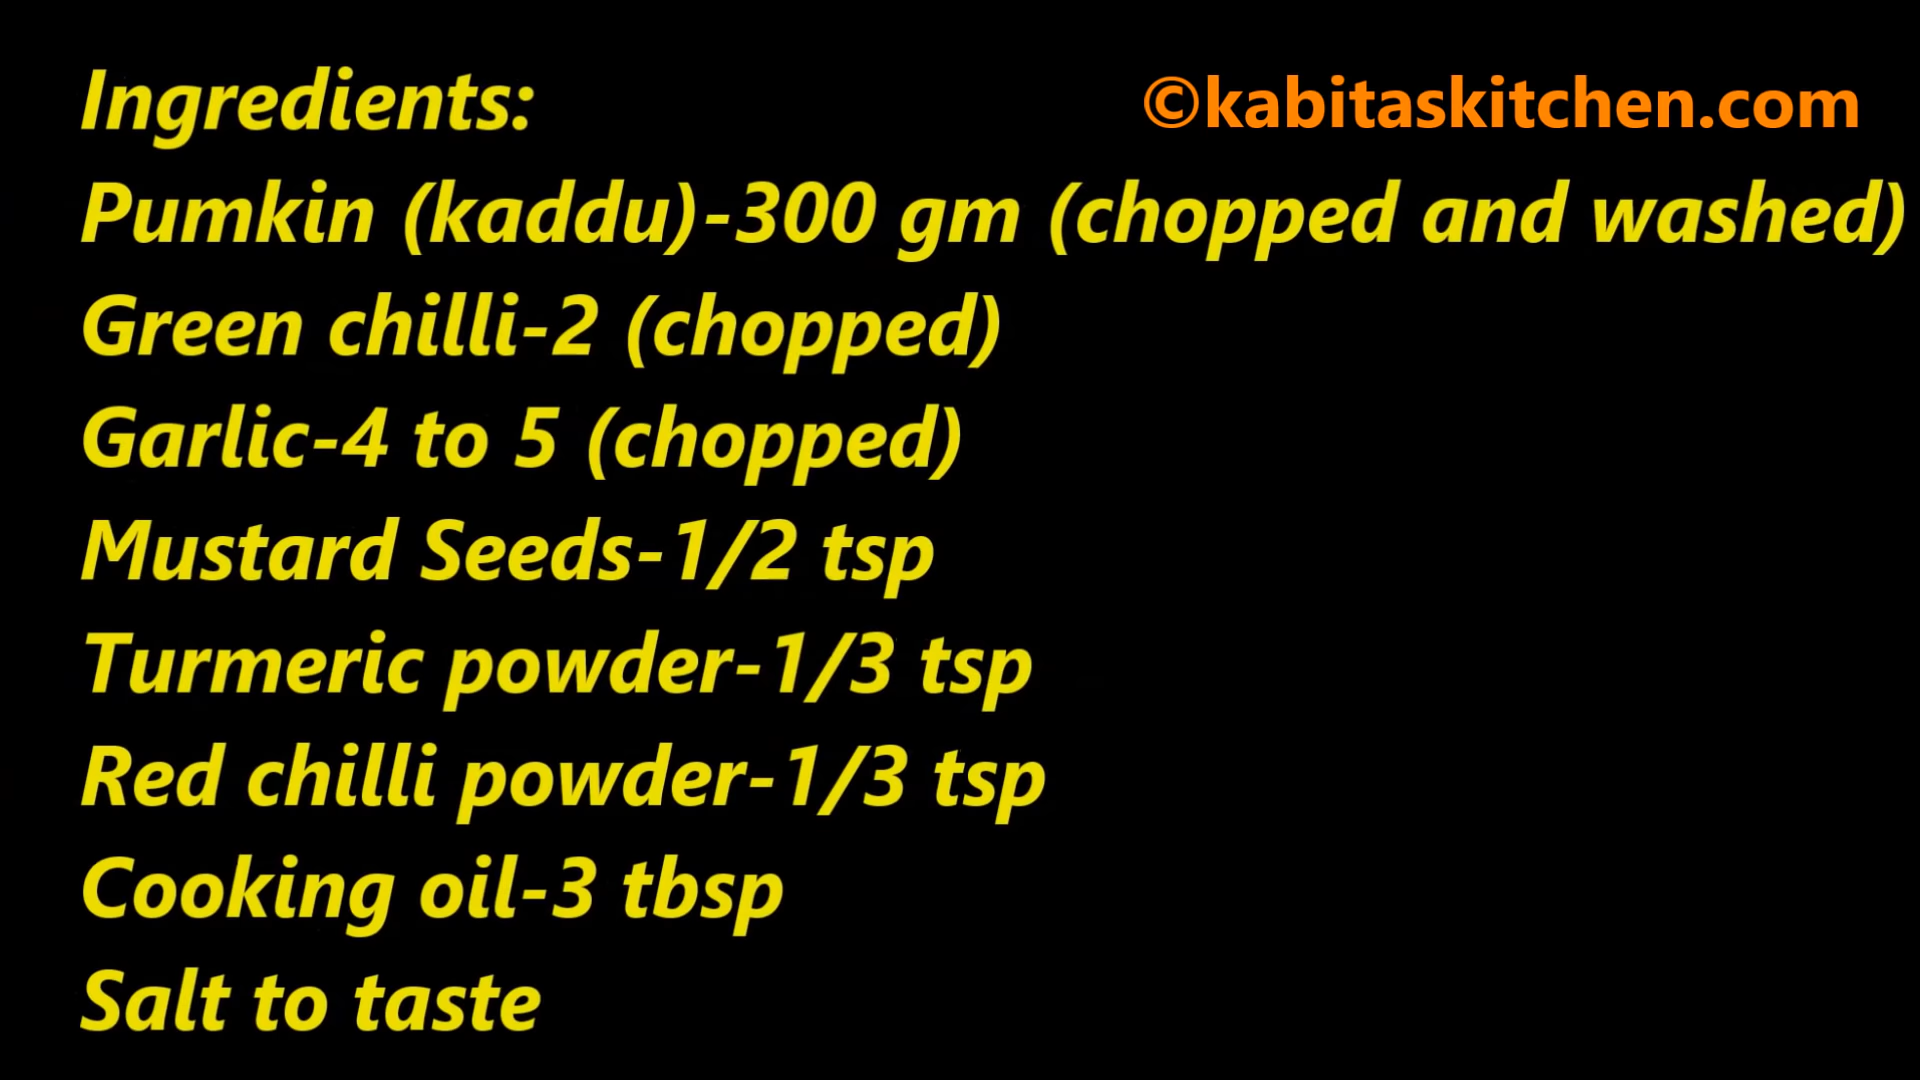 Ingredients:
©kabitaskitchen.com
Pumkin (kaddu)-300 gm (chopped and washed)
Green chilli-2 (chopped)
Garlic-4 to 5 (chopped)
Mustard Seeds-1/2 tsp
Turmeric powder-1/3 tsp
Red chilli powder-1/3 tsp
Cooking oil-3 tbsp
Salt to taste